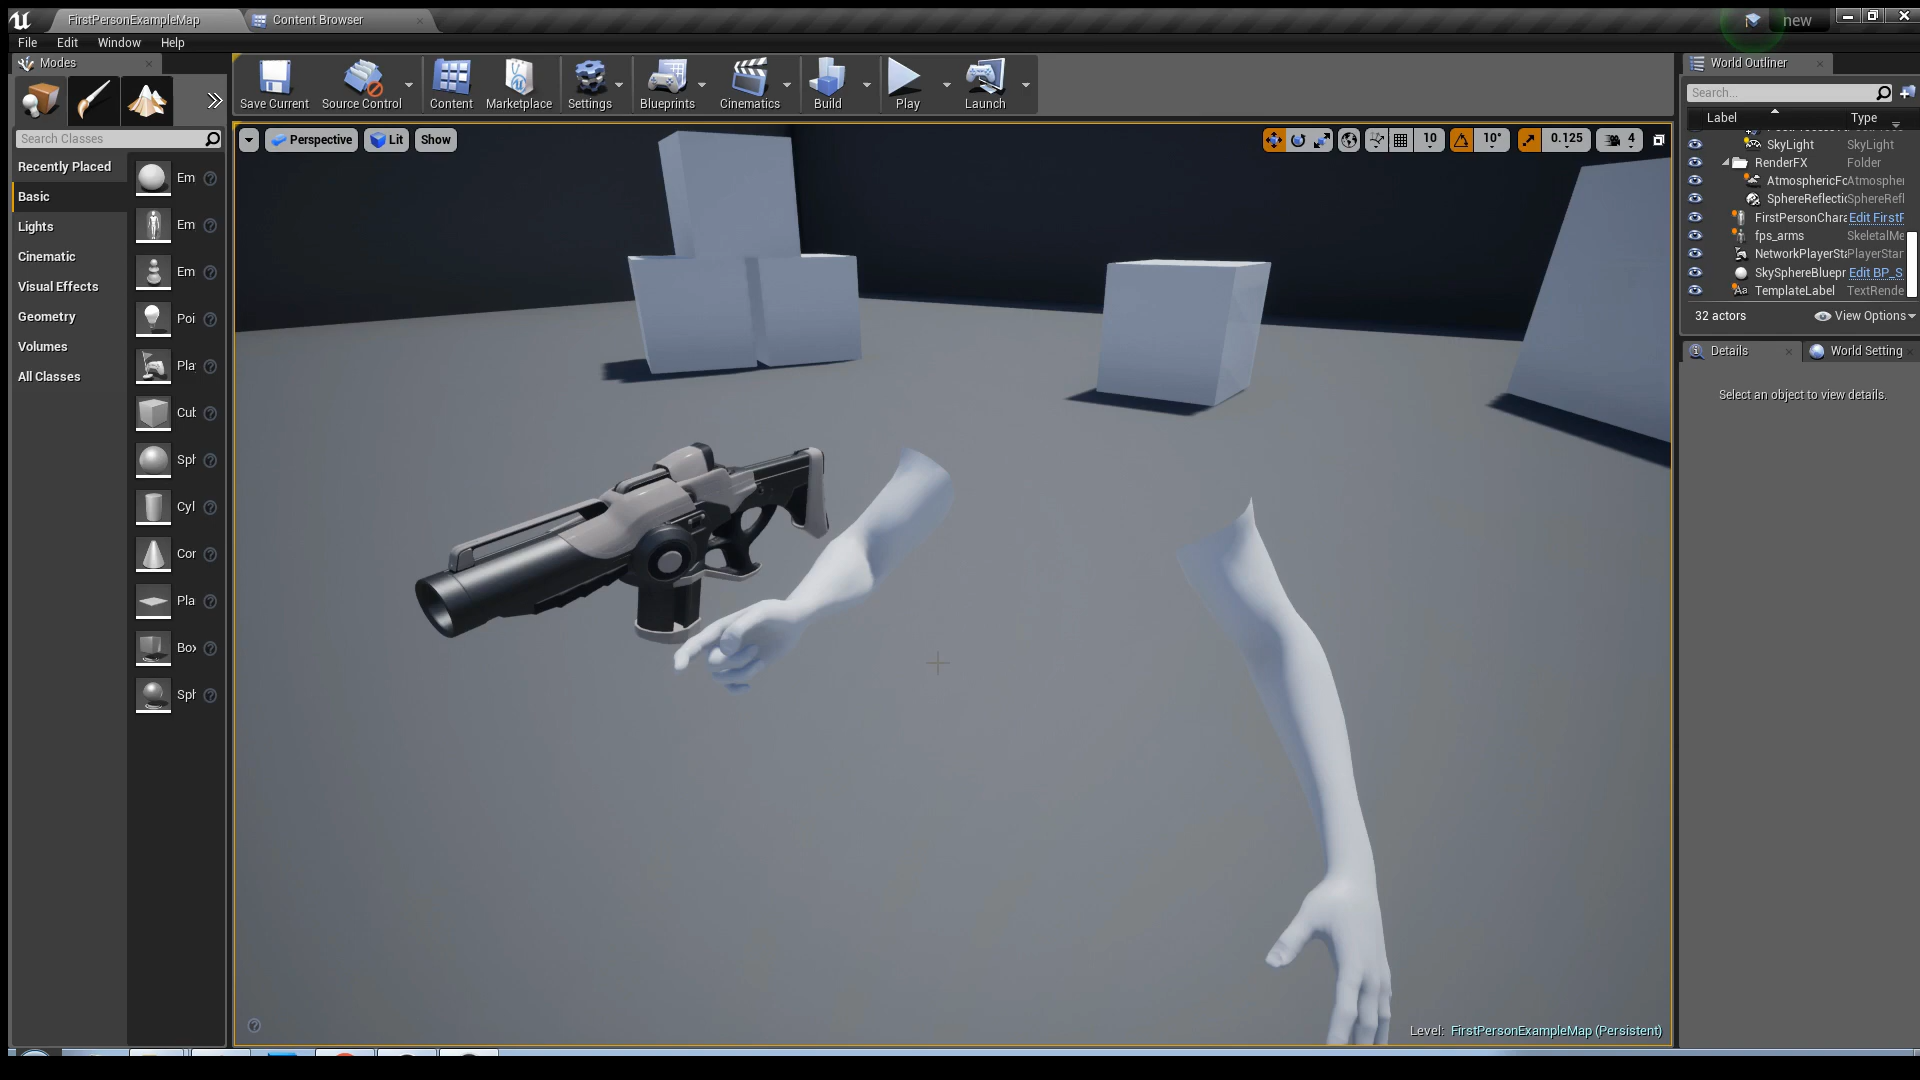 FirstPersonExampleMap
Content Browser
new
File Edit Window Help
Modes
World Outliner
Save Current
Source Control
Content
Marketplace
Settings
Blueprints
Cinematics
Build
Play
Launch
Search...
Search Classes
Label Type
Perspective
Lit
Show
10
10°
0.125
4
SkyLight SkyLight
RenderFX Folder
AtmosphericFo Atmospher
SphereReflecti SphereRefl
FirstPersonChara Edit FirstP
fps_arms SkeletalMe
NetworkPlayerSta PlayerStar
SkySphereBluepr Edit BP_S
TemplateLabel TextRende
32 actors
View Options
Details
World Setting
Select an object to view details.
Recently Placed
Basic
Lights
Cinematic
Visual Effects
Geometry
Volumes
All Classes
Em
Em
Em
Poi
Pla
Cub
Sph
Cyl
Con
Pla
Box
Sph
Level: FirstPersonExampleMap (Persistent)